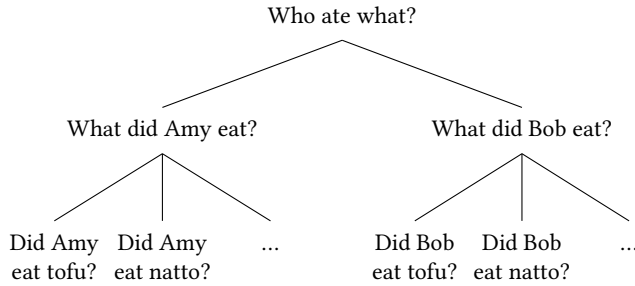 Who ate what?
What did Amy eat?
What did Bob eat?
Did Amy
eat tofu?
Did Amy
eat natto?
...
Did Bob
eat tofu?
Did Bob
eat natto?
...